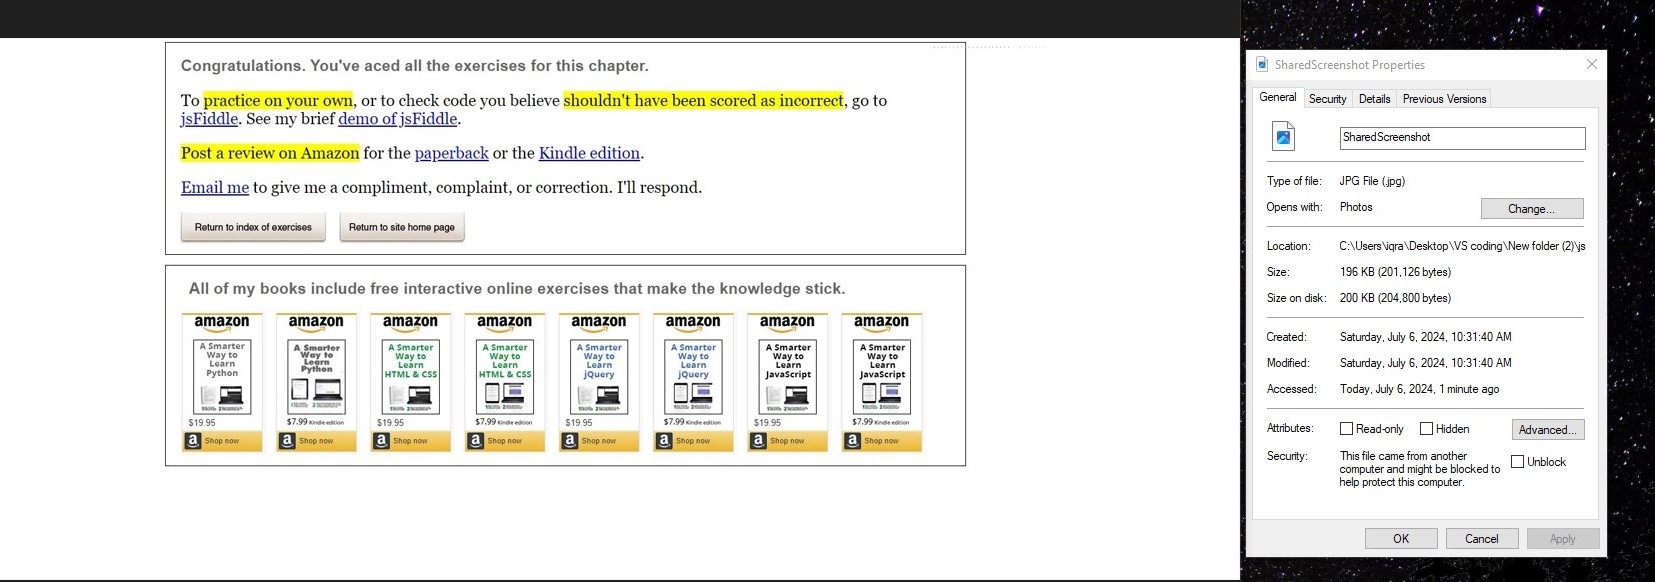 Congratulations. You've aced all the exercises for this chapter.
To practice on your own, or to check code you believe shouldn't have been scored as incorrect, go to
jsFiddle. See my brief demo of jsFiddle.
Post a review on Amazon for the paperback or the Kindle edition.
Email me to give me a compliment, complaint, or correction. I'll respond.
Return to index of exercises
Return to site home page
All of my books include free interactive online exercises that make the knowledge stick.
amazon amazon amazon amazon amazon amazon amazon amazon
A Smarter Way to Learn Python
A Smarter Way to Learn Python
A Smarter Way to Learn HTML & CSS
A Smarter Way to Learn HTML & CSS
A Smarter Way to Learn jQuery
A Smarter Way to Learn jQuery
A Smarter Way to Learn JavaScript
A Smarter Way to Learn JavaScript
$19.95 $7.99 Kindle edition $19.95 $7.99 Kindle edition $19.95 $7.99 Kindle edition $19.95 $7.99 Kindle edition
a Shop now a Shop now a Shop now a Shop now a Shop now a Shop now a Shop now a Shop now
SharedScreenshot Properties
General Security Details Previous Versions
SharedScreenshot
Type of file: JPG File (.jpg)
Opens with: Photos Change...
Location: C:\Users\iqra\Desktop\VS coding\New folder (2)\js
Size: 196 KB (201,126 bytes)
Size on disk: 200 KB (204,800 bytes)
Created: Saturday, July 6, 2024, 10:31:40 AM
Modified: Saturday, July 6, 2024, 10:31:40 AM
Accessed: Today, July 6, 2024, 1 minute ago
Attributes: Read-only Hidden Advanced...
Security: This file came from another
computer and might be blocked to Unblock
help protect this computer.
OK Cancel Apply